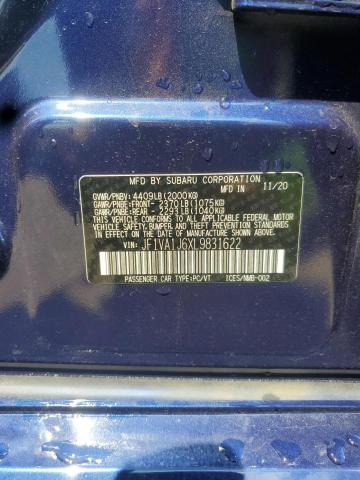 MFD BY SUBARU CORPORATION 11/20
GVWR/PNBV: 4409LB(2000KG)
GAWR/PNBE:FRONT- 2370LB(1075KG)
GAWR/PNBE:REAR - 2293LB(1040KG)
THIS VEHICLE CONFORMS TO ALL APPLICABLE FEDERAL MOTOR
VEHICLE SAFETY, BUMPER, AND THEFT PREVENTION STANDARDS
IN EFFECT ON THE DATE OF MANUFACTURE SHOWN ABOVE.
VIN: JF1VA1J6XL9831622
PASSENGER CAR TYPE:PC/VT ICES/NMB-002